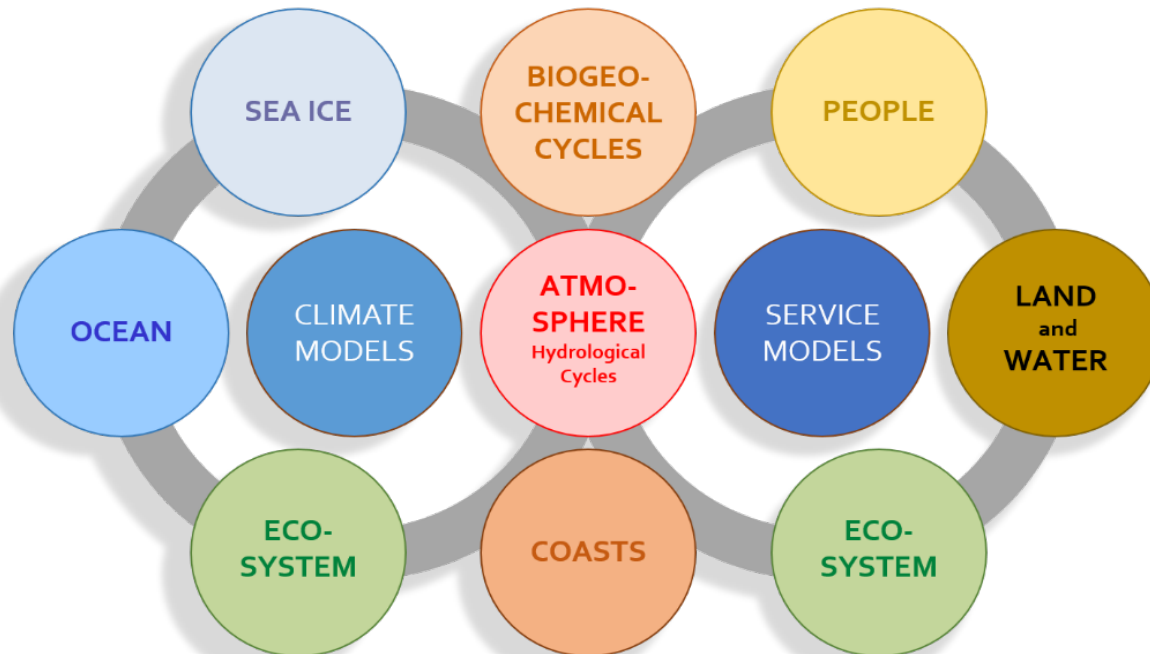 SEA ICE
BIOGEO-
CHEMICAL
CYCLES
PEOPLE
OCEAN
CLIMATE
MODELS
ATMO-
SPHERE
Hydrological
Cycles
SERVICE
MODELS
LAND
and
WATER
ECO-
SYSTEM
COASTS
ECO-
SYSTEM